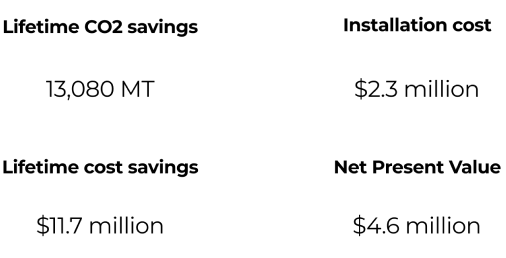 Lifetime CO2 savings
13,080 MT
Installation cost
$2.3 million
Lifetime cost savings
$11.7 million
Net Present Value
$4.6 million